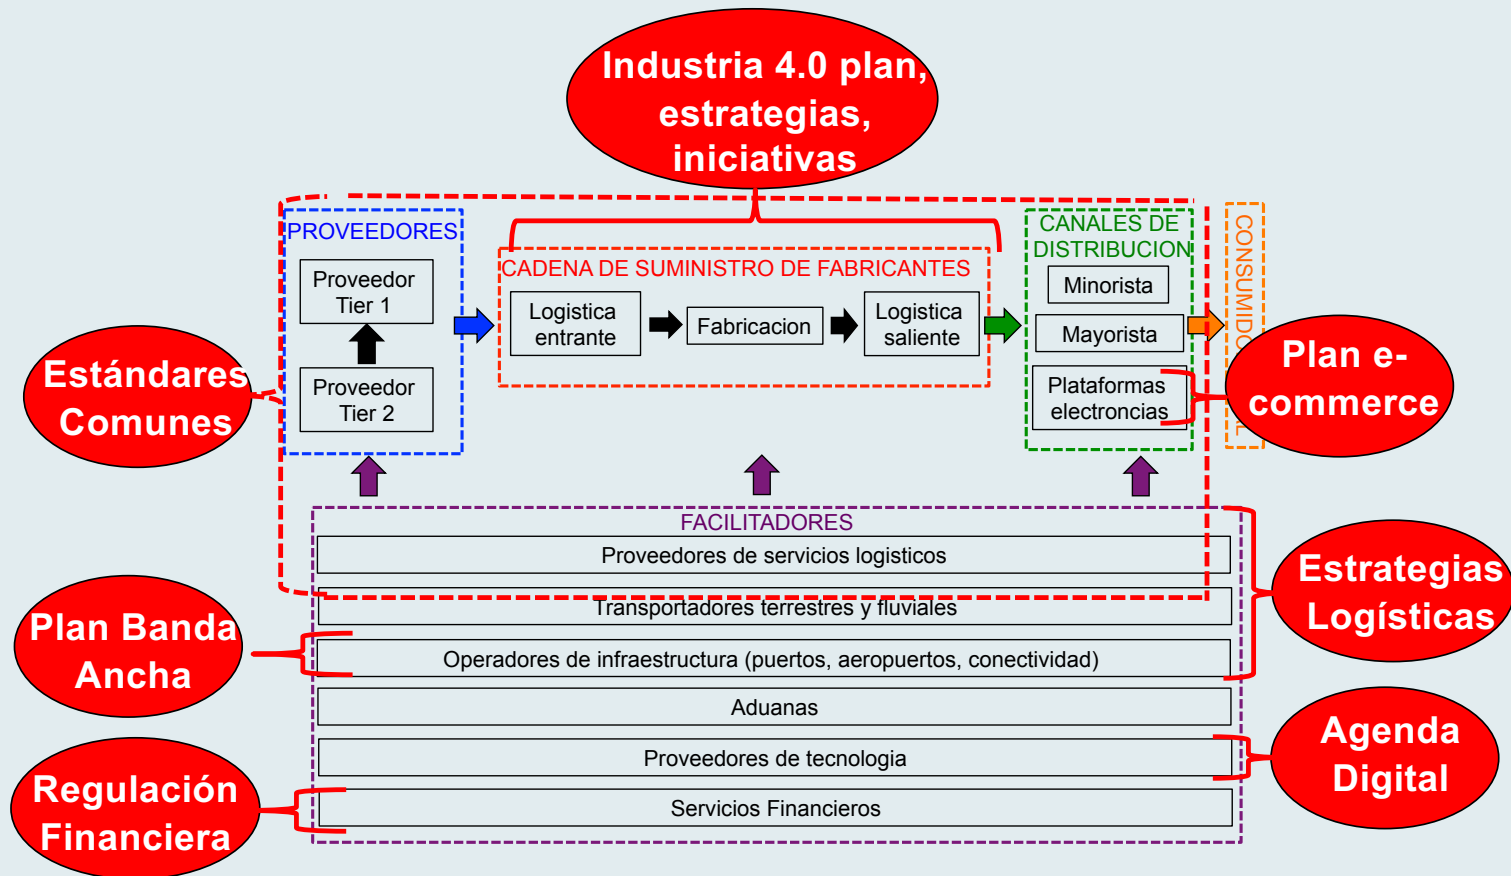 Industria 4.0 plan,
estrategias,
iniciativas
PROVEEDORES
Proveedor
Tier 1
Proveedor
Tier 2
CADENA DE SUMINISTRO DE FABRICANTES
Logistica
entrante
Fabricacion
Logistica
saliente
CANALES DE
DISTRIBUCION
Minorista
Mayorista
Plataformas
electroncias
Estándares
Comunes
Plan e-
commerce
FACILITADORES
Proveedores de servicios logisticos
Transportadores terrestres y fluviales
Operadores de infraestructura (puertos, aeropuertos, conectividad)
Aduanas
Proveedores de tecnologia
Servicios Financieros
Estrategias
Logísticas
Plan Banda
Ancha
Agenda
Digital
Regulación
Financiera